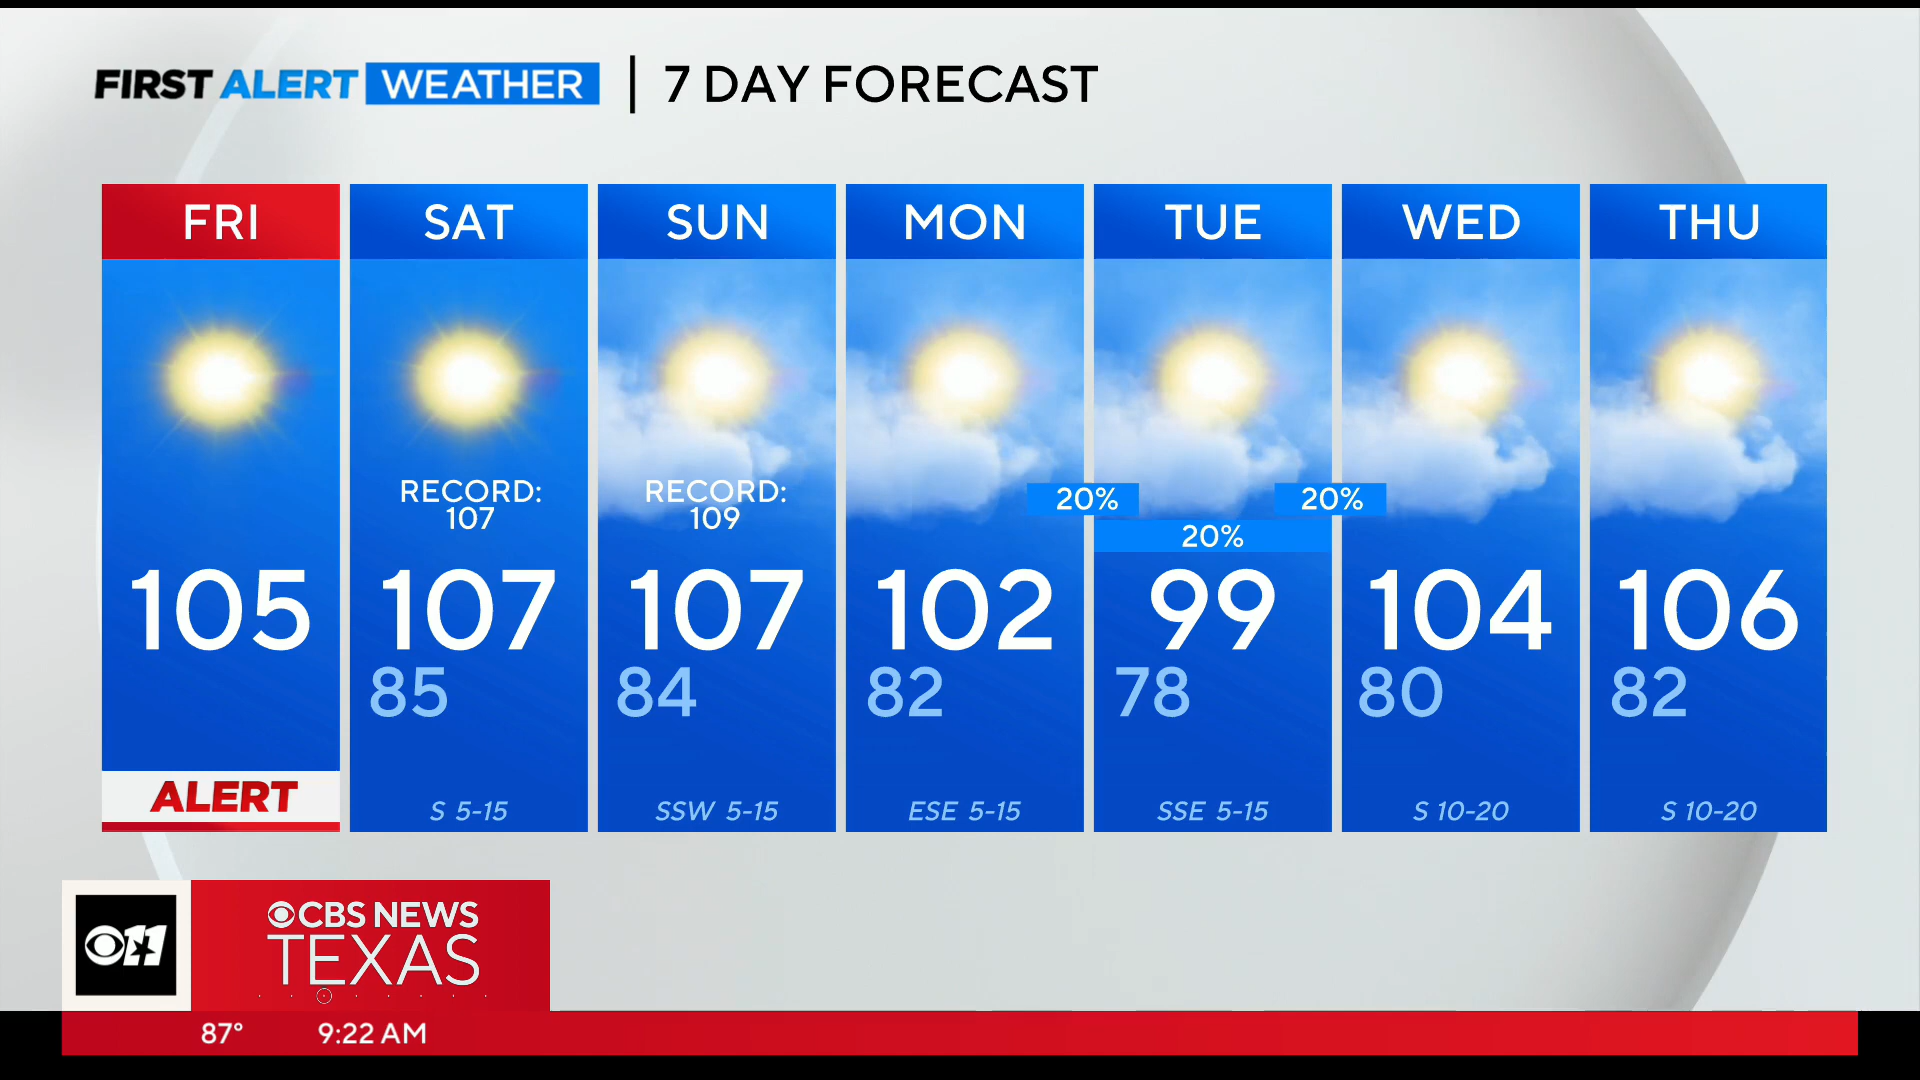 FIRST ALERT WEATHER | 7 DAY FORECAST
FRI SAT SUN MON TUE WED THU
RECORD: RECORD:
107 109
20% 20%
20%
105 107 107 102 99 104 106
85 84 82 78 80 82
ALERT
S 5-15 SSW 5-15 ESE 5-15 SSE 5-15 S 10-20 S 10-20
CBS NEWS
11 TEXAS
87° 9:22 AM